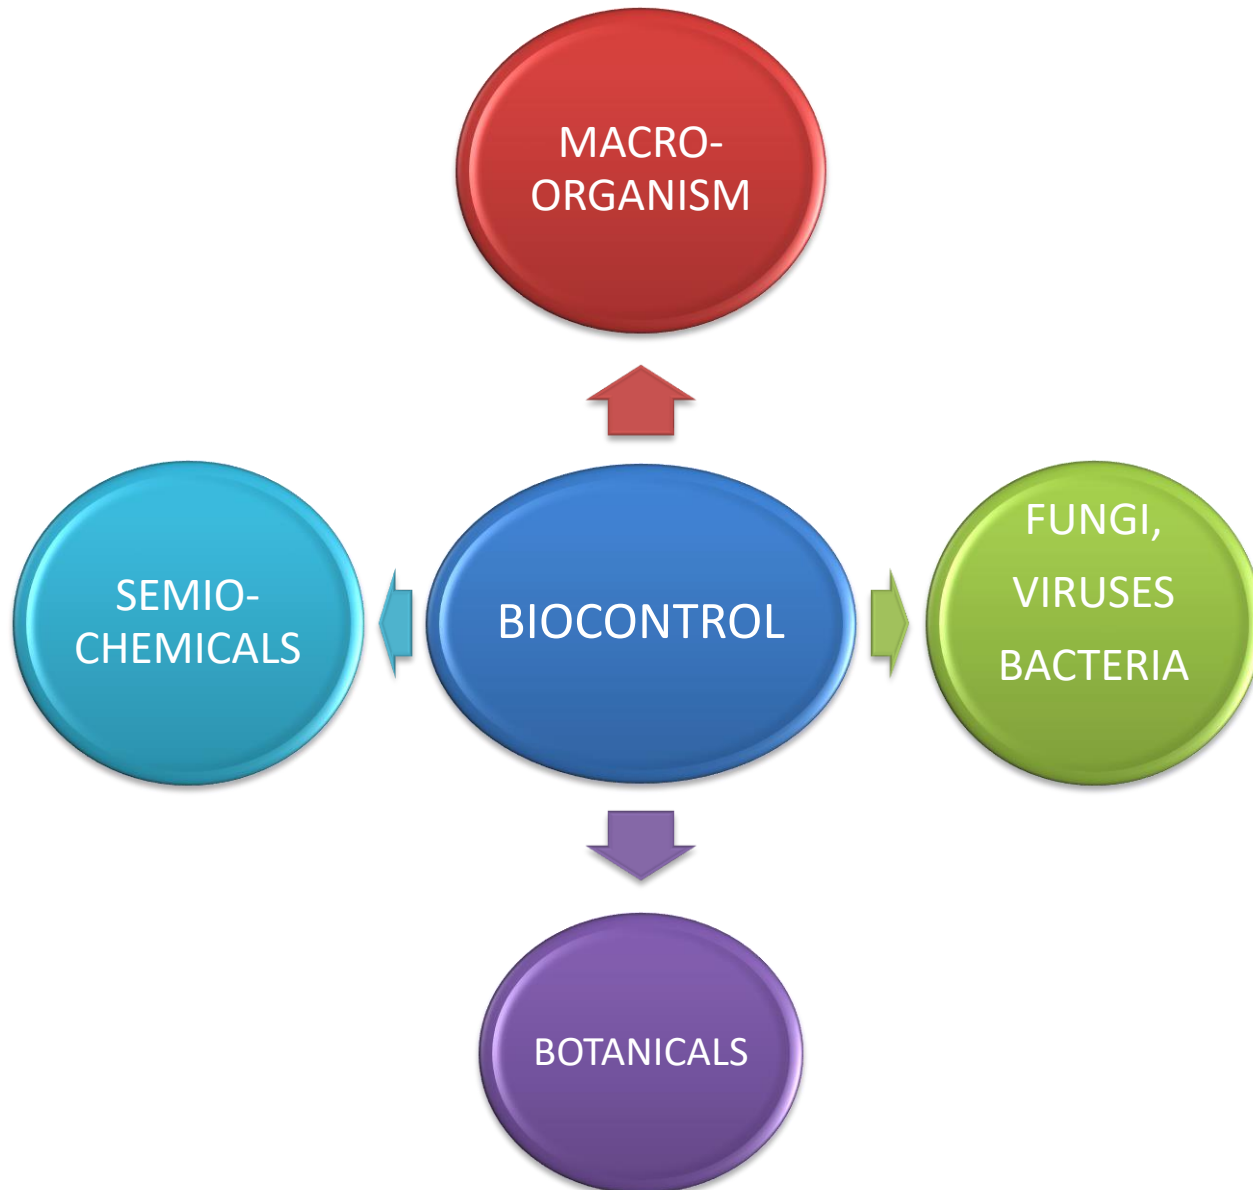 MACRO-
ORGANISM
SEMIO-
CHEMICALS
BIOCONTROL
FUNGI,
VIRUSES
BACTERIA
BOTANICALS